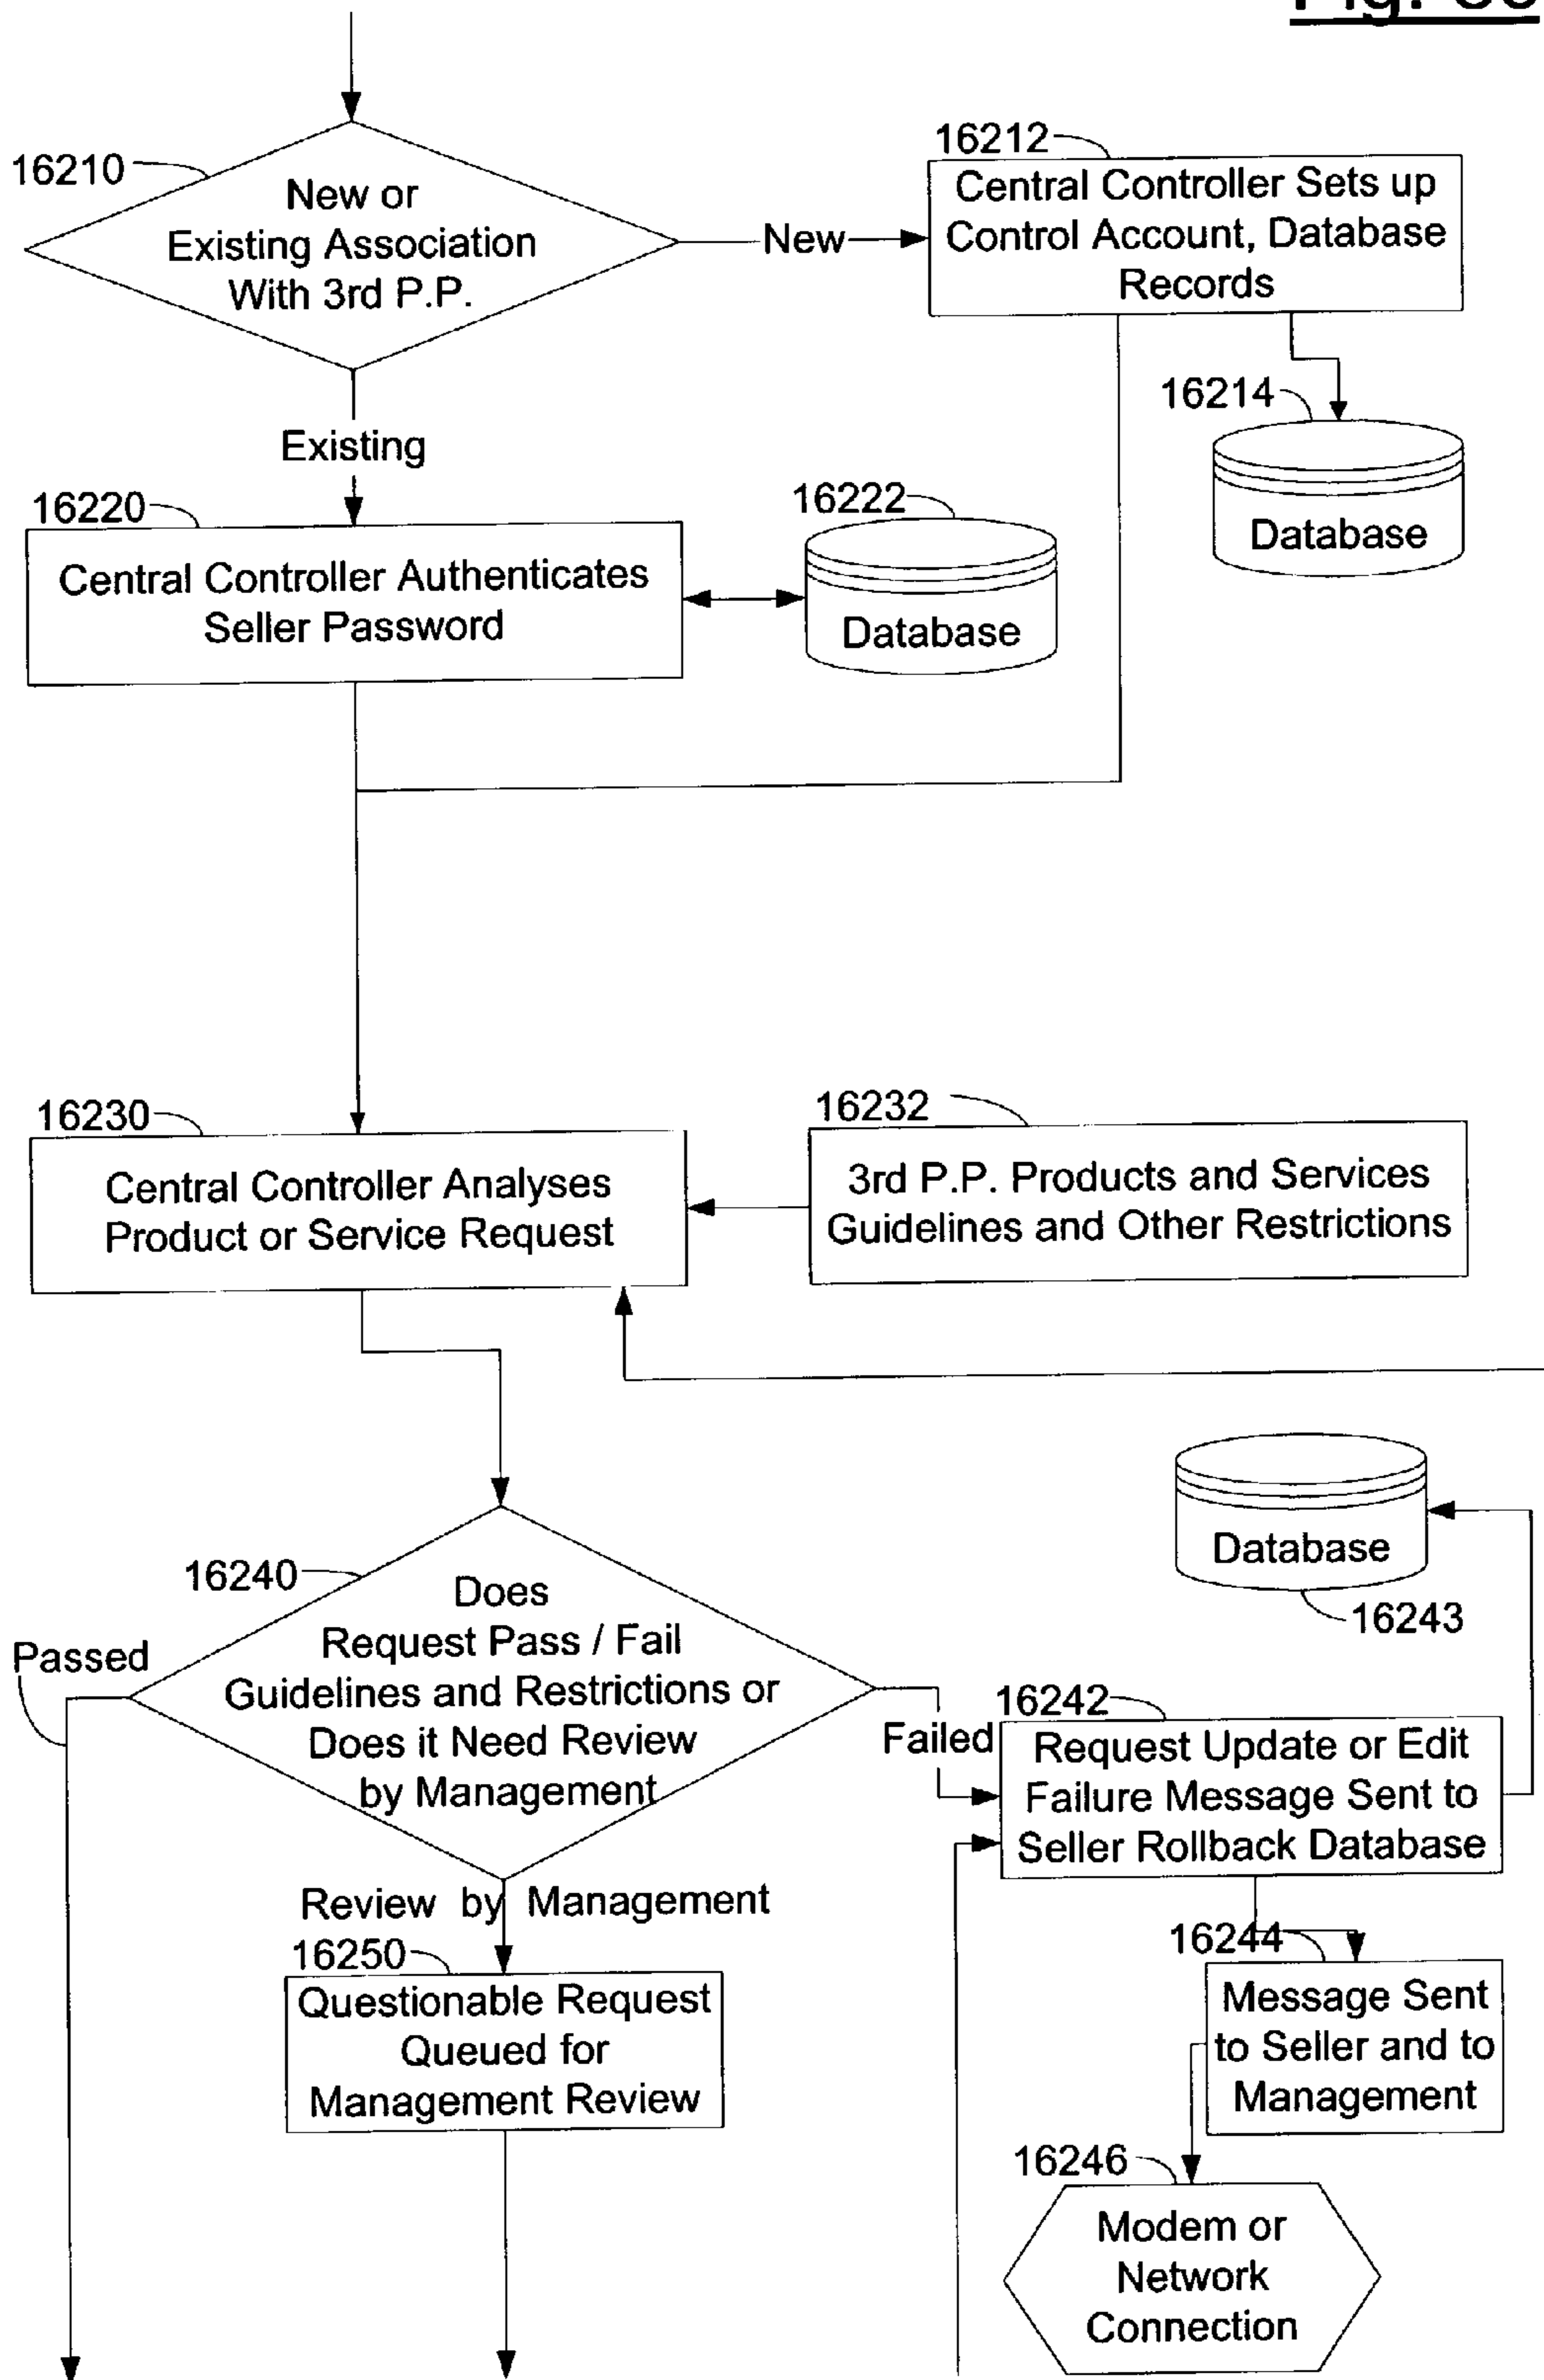 16210
New or
Existing Association
With 3rd P.P.
New
16212
Central Controller Sets up
Control Account, Database
Records
16214
Database
Existing
16220
Central Controller Authenticates
Seller Password
16222
Database
16230
Central Controller Analyses
Product or Service Request
16232
3rd P.P. Products and Services
Guidelines and Other Restrictions
Database
16243
16240
Does
Request Pass / Fail
Guidelines and Restrictions or
Does it Need Review
by Management
Passed
Failed
16242
Request Update or Edit
Failure Message Sent to
Seller Rollback Database
Review by Management
16250
Questionable Request
Queued for
Management Review
16244
Message Sent
to Seller and to
Management
16246
Modem or
Network
Connection